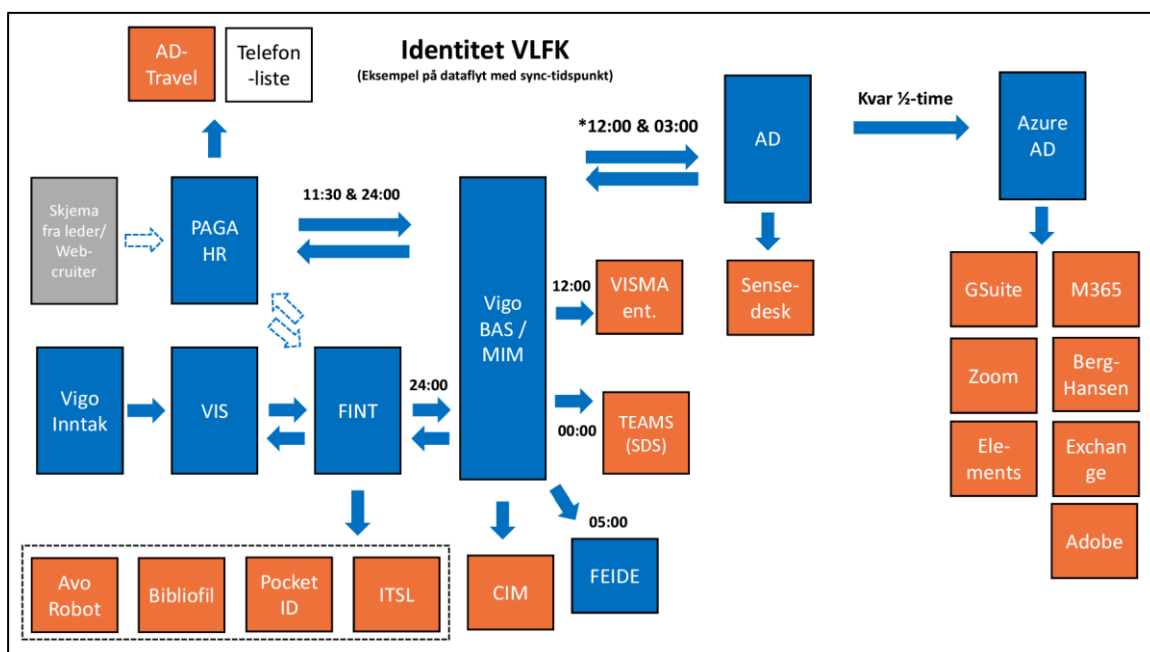 Identitet VLFK
(Eksempel på dataflyt med sync-tidspunkt)
AD-
Travel
Telefon
-liste
Kvar ½-time
*12:00 & 03:00
AD
Azure
AD
Skjema
fra leder/
Web-
cruiter
PAGA
HR
11:30 & 24:00
Vigo
BAS /
MIM
12:00
VISMA
ent.
Sense-
desk
GSuite
M365
Vigo
Inntak
VIS
FINT
24:00
00:00
TEAMS
(SDS)
Zoom
Berg-
Hansen
Ele-
ments
Exchan
ge
Adobe
Avo
Robot
Bibliofil
Pocket
ID
ITSL
CIM
05:00
FEIDE